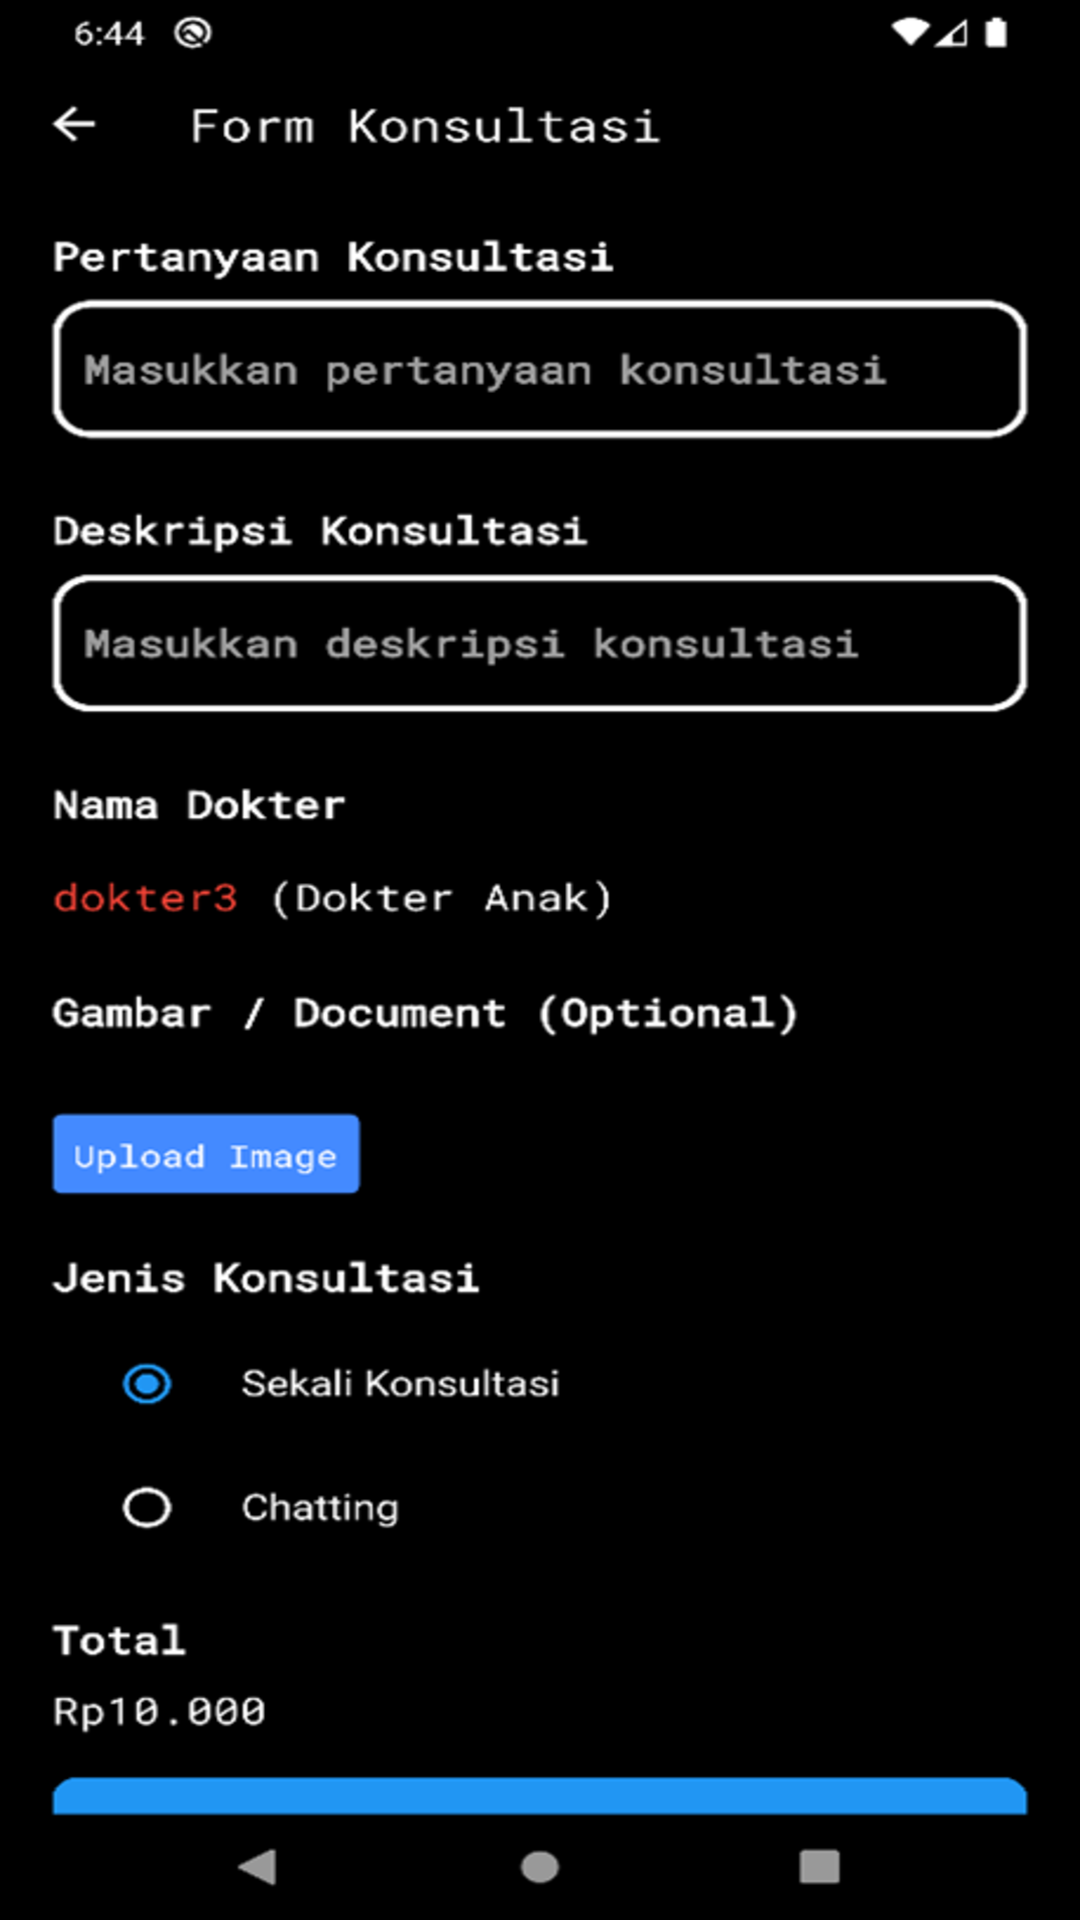 6:44
Form Konsultasi
Pertanyaan Konsultasi
Masukkan pertanyaan konsultasi
Deskripsi Konsultasi
Masukkan deskripsi konsultasi
Nama Dokter
dokter3 (Dokter Anak)
Gambar / Document (Optional)
Upload Image
Jenis Konsultasi
Sekali Konsultasi
Chatting
Total
Rp10.000